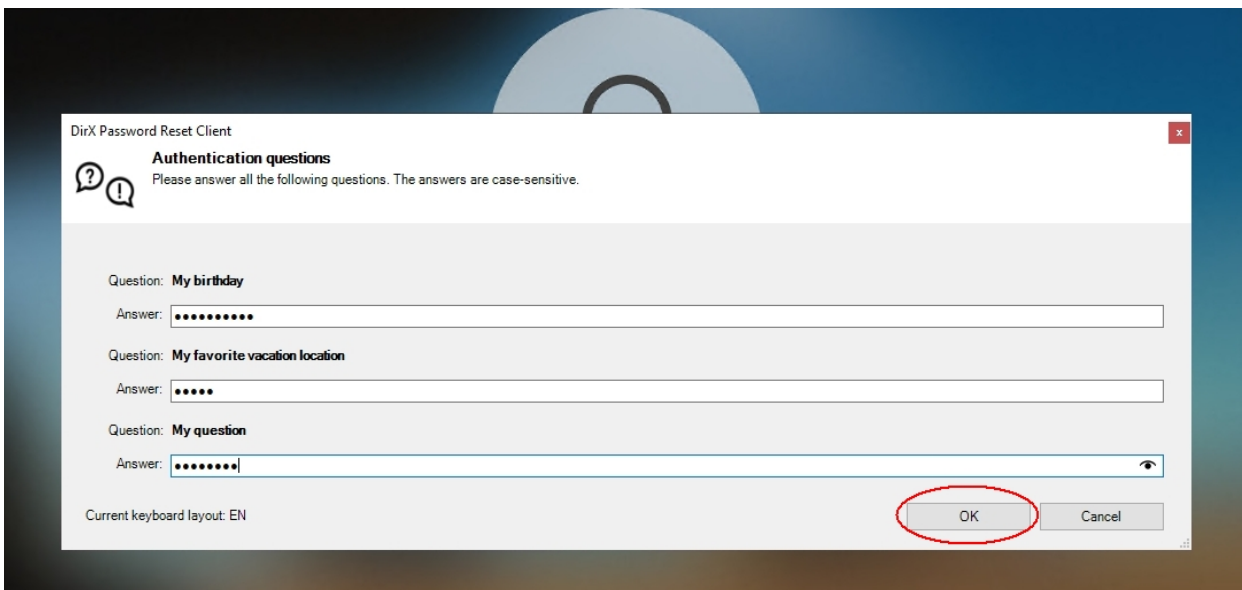 DirX Password Reset Client
x
Authentication questions
Please answer all the following questions. The answers are case-sensitive.
Question: My birthday
Answer: ●●●●●●●●●●
Question: My favorite vacation location
Answer: ●●●●●
Question: My question
Answer: ●●●●●●●●
Current keyboard layout: EN
OK
Cancel